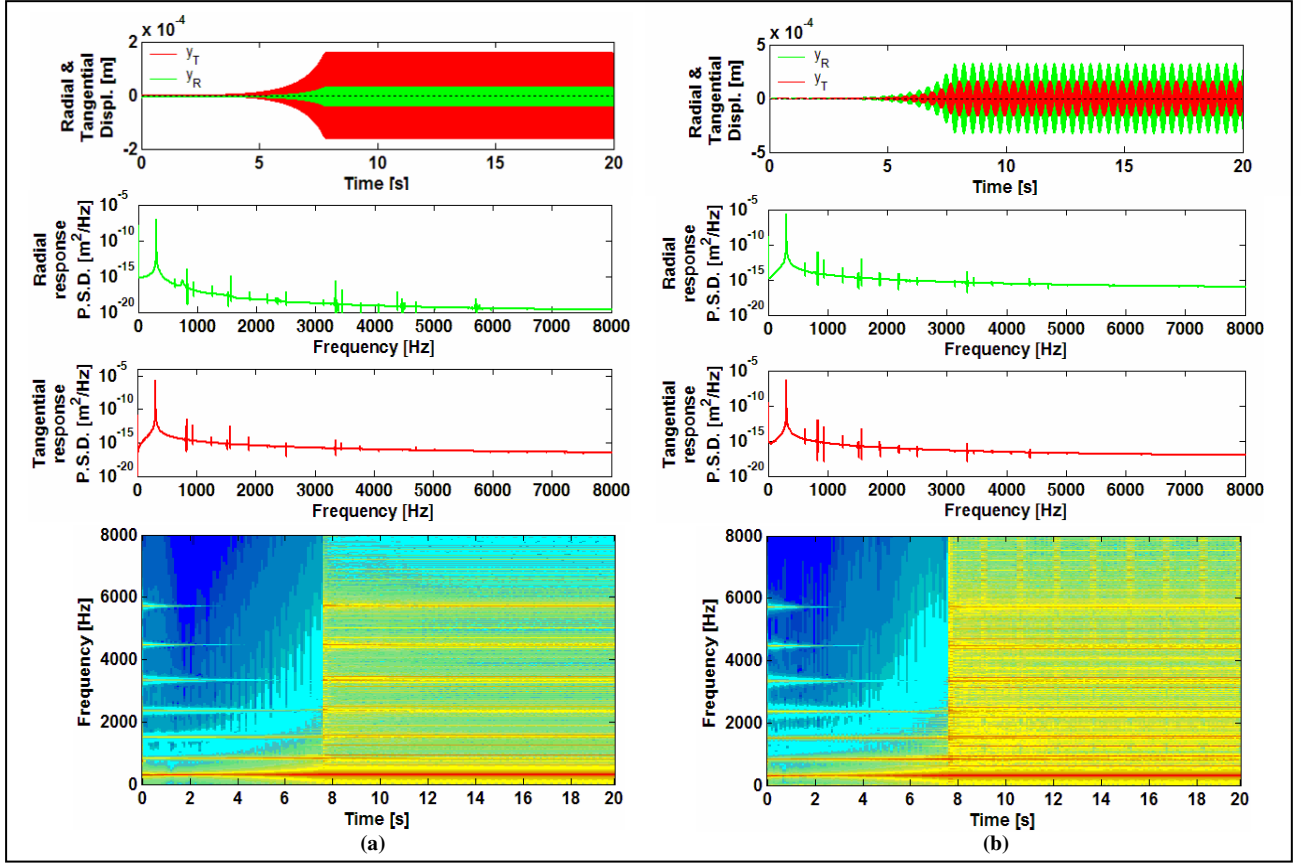 x 10⁻⁴
2
0
-2
Radial &
Tangential
Displ. [m]
y_T
y_R
0 5 10 15 20
Time [s]
10⁻⁵
10⁻¹⁰
10⁻¹⁵
10⁻²⁰
Radial
response
P.S.D. [m²/Hz]
0 1000 2000 3000 4000 5000 6000 7000 8000
Frequency [Hz]
10⁻⁵
10⁻¹⁰
10⁻¹⁵
10⁻²⁰
Tangential
response
P.S.D. [m²/Hz]
0 1000 2000 3000 4000 5000 6000 7000 8000
Frequency [Hz]
8000
6000
4000
2000
0
Frequency [Hz]
0 2 4 6 8 10 12 14 16 18 20
Time [s]
(a)
x 10⁻⁴
5
0
-5
Radial &
Tangential
Displ. [m]
y_R
y_T
0 5 10 15 20
Time [s]
10⁻⁵
10⁻¹⁰
10⁻¹⁵
10⁻²⁰
Radial
response
P.S.D. [m²/Hz]
0 1000 2000 3000 4000 5000 6000 7000 8000
Frequency [Hz]
10⁻⁵
10⁻¹⁰
10⁻¹⁵
10⁻²⁰
Tangential
response
P.S.D. [m²/Hz]
0 1000 2000 3000 4000 5000 6000 7000 8000
Frequency [Hz]
8000
6000
4000
2000
0
Frequency [Hz]
0 2 4 6 8 10 12 14 16 18 20
Time [s]
(b)